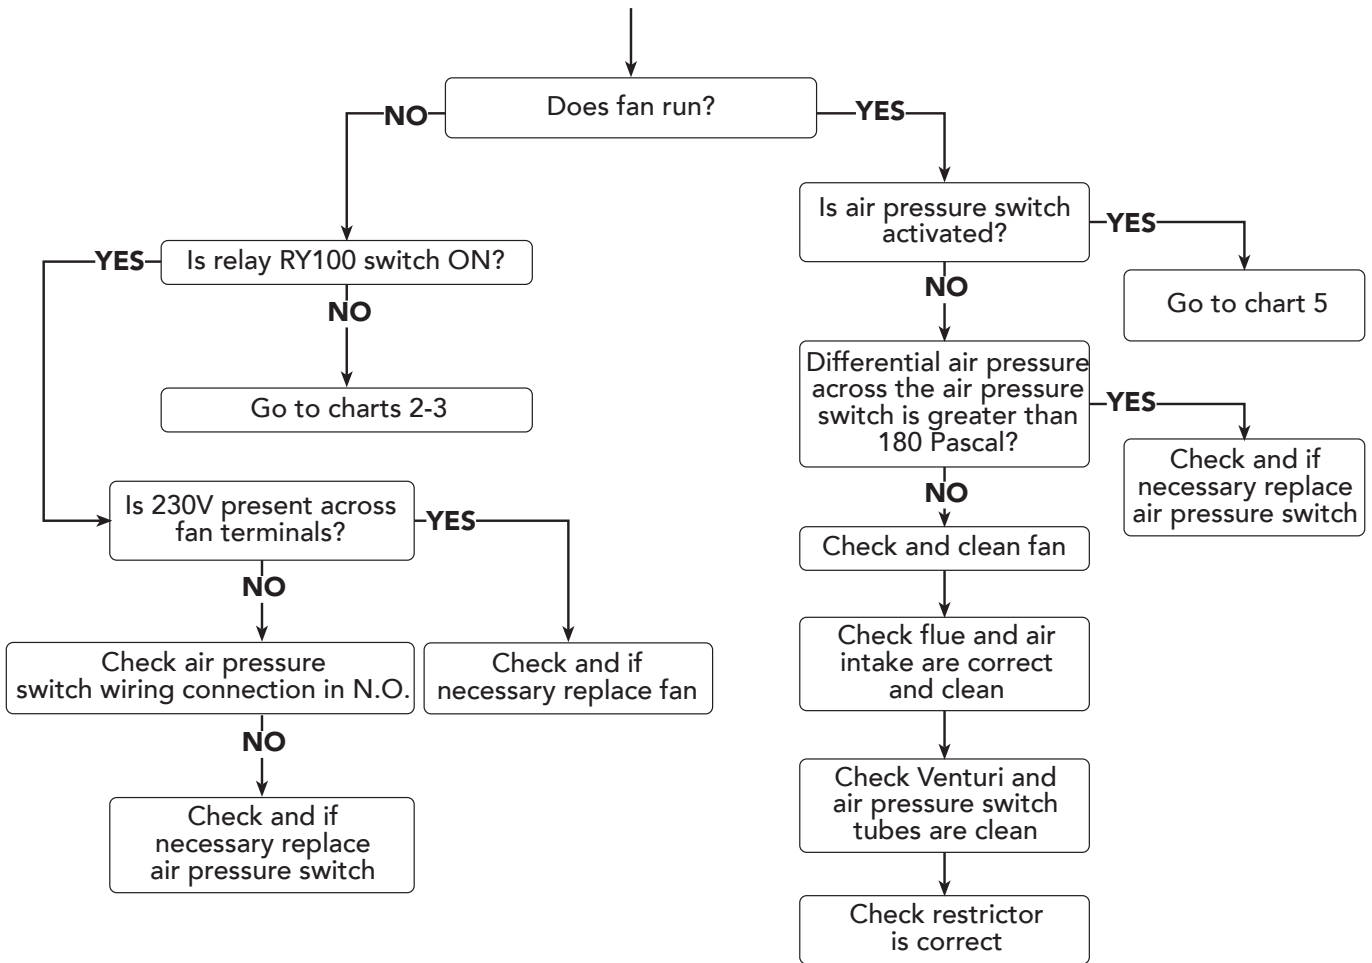 Does fan run?
NO
YES
Is air pressure switch
activated?
YES
Is relay RY100 switch ON?
YES
NO
NO
Go to chart 5
Differential air pressure
across the air pressure
switch is greater than
180 Pascal?
YES
Go to charts 2-3
Check and if
necessary replace
air pressure switch
NO
Is 230V present across
fan terminals?
YES
NO
Check and clean fan
Check air pressure
switch wiring connection in N.O.
Check and if
necessary replace fan
Check flue and air
intake are correct
and clean
NO
Check and if
necessary replace
air pressure switch
Check Venturi and
air pressure switch
tubes are clean
Check restrictor
is correct